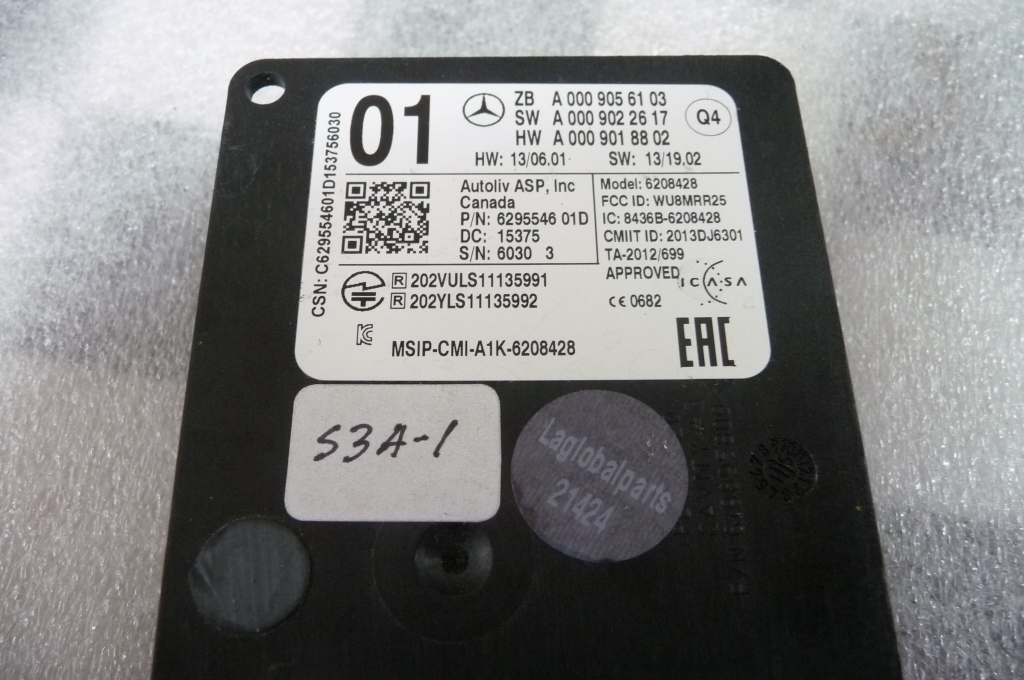 01
ZB A 000 905 61 03
SW A 000 902 26 17
HW A 000 901 88 02
Q4
HW: 13/06.01 SW: 13/19.02
CSN: C629554601D153756030
Autoliv ASP, Inc
Canada
P/N: 6295546 01D
DC: 15375
S/N: 6030 3
Model: 6208428
FCC ID: WU8MRR25
IC: 8436B-6208428
CMIIT ID: 2013DJ6301
TA-2012/699
APPROVED
ICASA
R 202VULS11135991
R 202YLS11135992
CE 0682
MSIP-CMI-A1K-6208428
EAC
S3A-1
Laglobalparts
21424